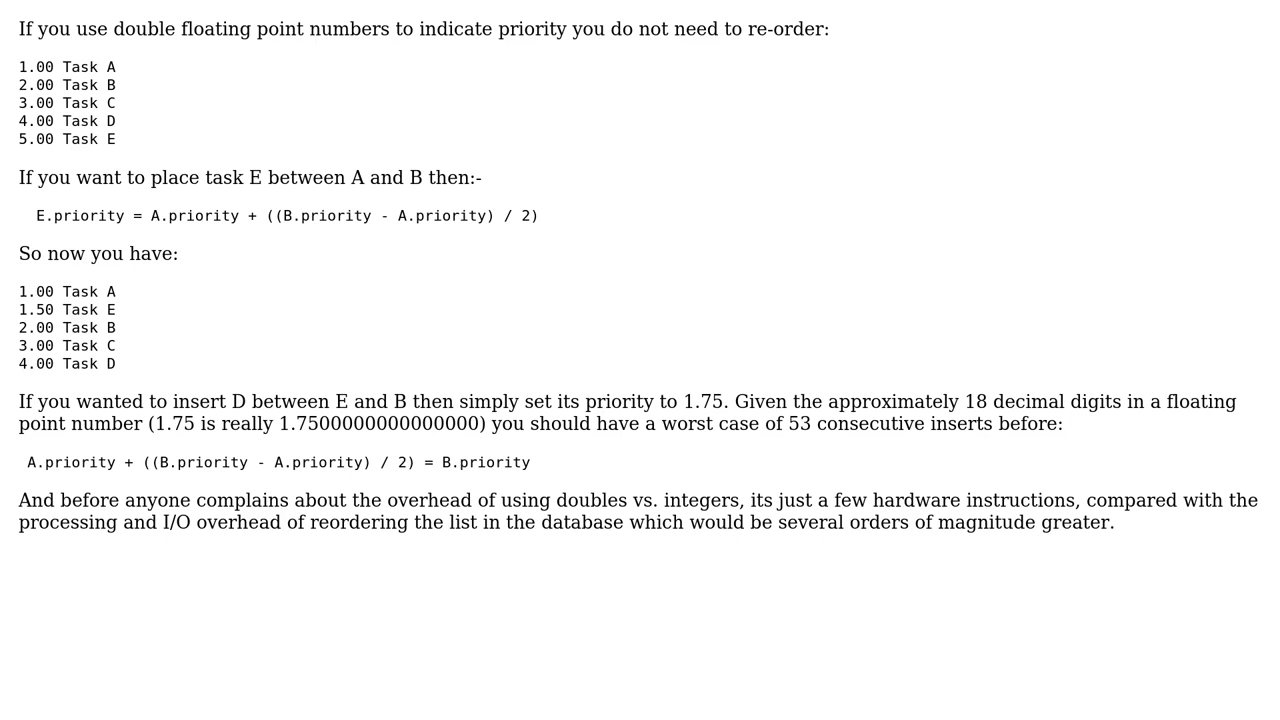 If you use double floating point numbers to indicate priority you do not need to re-order:
1.00 Task A
2.00 Task B
3.00 Task C
4.00 Task D
5.00 Task E
If you want to place task E between A and B then:-
E.priority = A.priority + ((B.priority - A.priority) / 2)
So now you have:
1.00 Task A
1.50 Task E
2.00 Task B
3.00 Task C
4.00 Task D
If you wanted to insert D between E and B then simply set its priority to 1.75. Given the approximately 18 decimal digits in a floating
point number (1.75 is really 1.7500000000000000) you should have a worst case of 53 consecutive inserts before:
A.priority + ((B.priority - A.priority) / 2) = B.priority
And before anyone complains about the overhead of using doubles vs. integers, its just a few hardware instructions, compared with the
processing and I/O overhead of reordering the list in the database which would be several orders of magnitude greater.